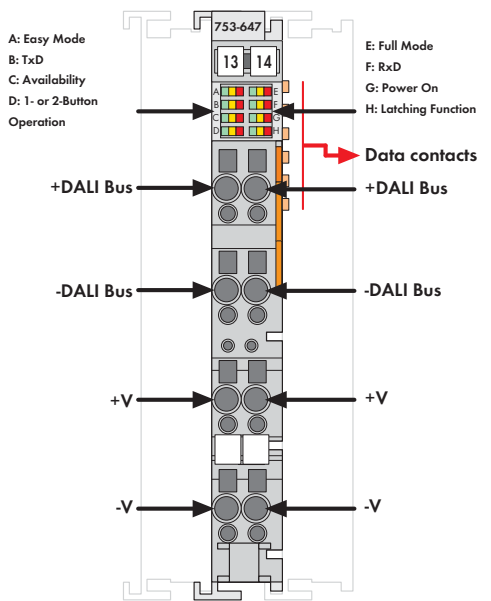 753-647
13 14
A: Easy Mode
B: TxD
C: Availability
D: 1- or 2-Button
Operation
E: Full Mode
F: RxD
G: Power On
H: Latching Function
A E
B F
C G
D H
Data contacts
+DALI Bus +DALI Bus
-DALI Bus -DALI Bus
+V +V
-V -V